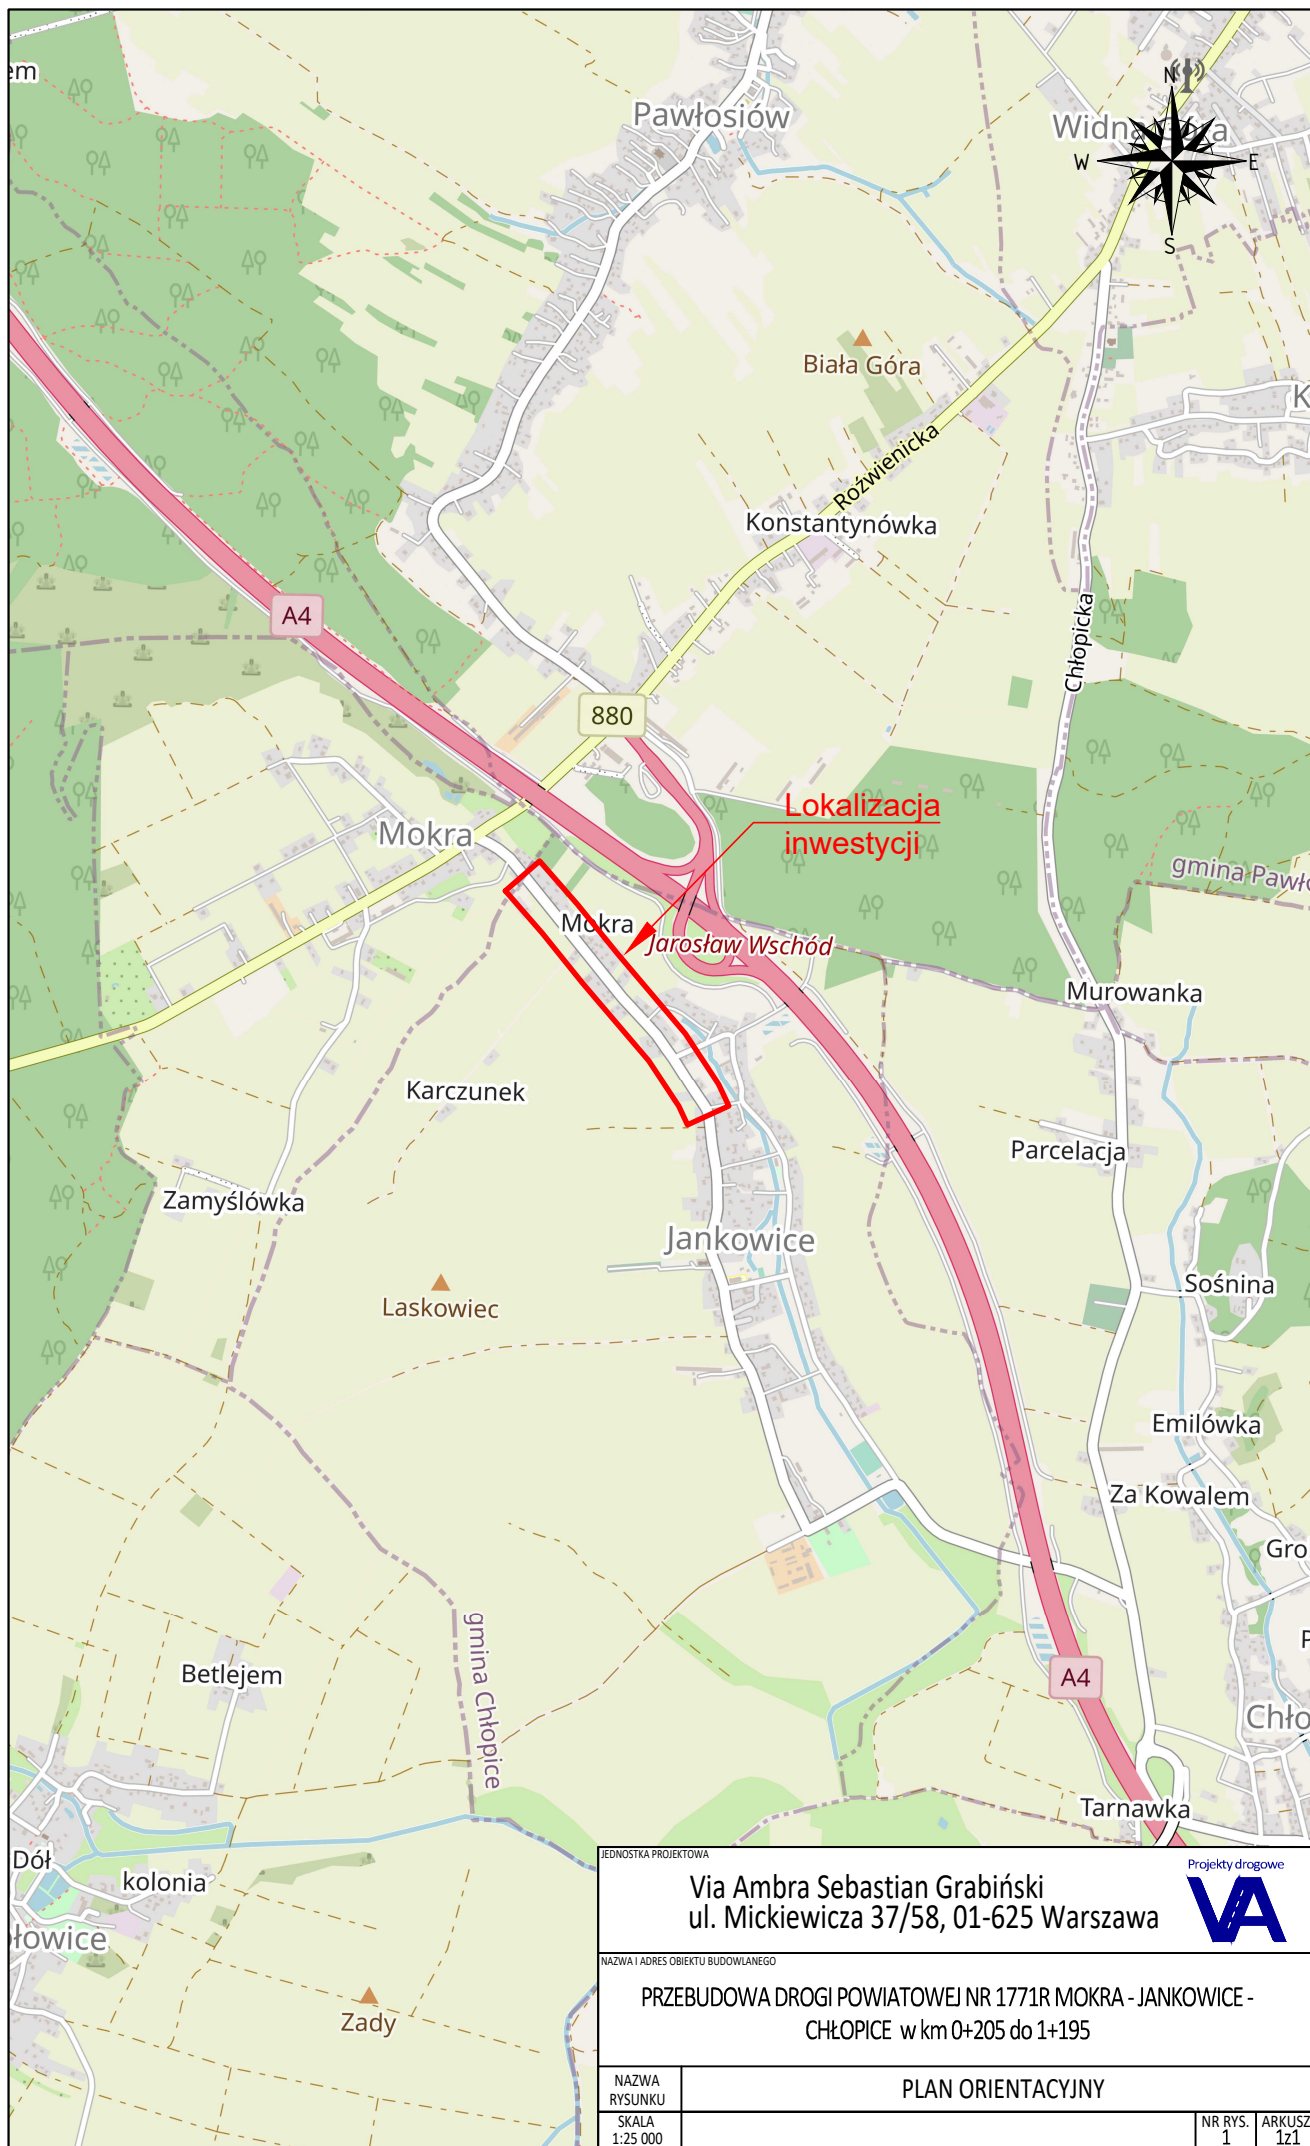 Pawłosiów
Widna Góra
N
W
E
S
Biała Góra
Roźwienicka
Konstantynówka
Chłopicka
A4
880
Lokalizacja
inwestycji
Mokra
gmina Pawło
Mokra
Jarosław Wschód
Murowanka
Karczunek
Parcelacja
Zamyślówka
Jankowice
Sośnina
Laskowiec
Emilówka
Za Kowalem
Gro
gmina Chłopice
Betlejem
A4
Chło
Tarnawka
Dół
kolonia
łowice
Zady
JEDNOSTKA PROJEKTOWA
Via Ambra Sebastian Grabiński
ul. Mickiewicza 37/58, 01-625 Warszawa
Projekty drogowe
VIA
NAZWA I ADRES OBIEKTU BUDOWLANEGO
PRZEBUDOWA DROGI POWIATOWEJ NR 1771R MOKRA - JANKOWICE -
CHŁOPICE w km 0+205 do 1+195
NAZWA
RYSUNKU
PLAN ORIENTACYJNY
SKALA
1:25 000
NR RYS.
1
ARKUSZ
1z1